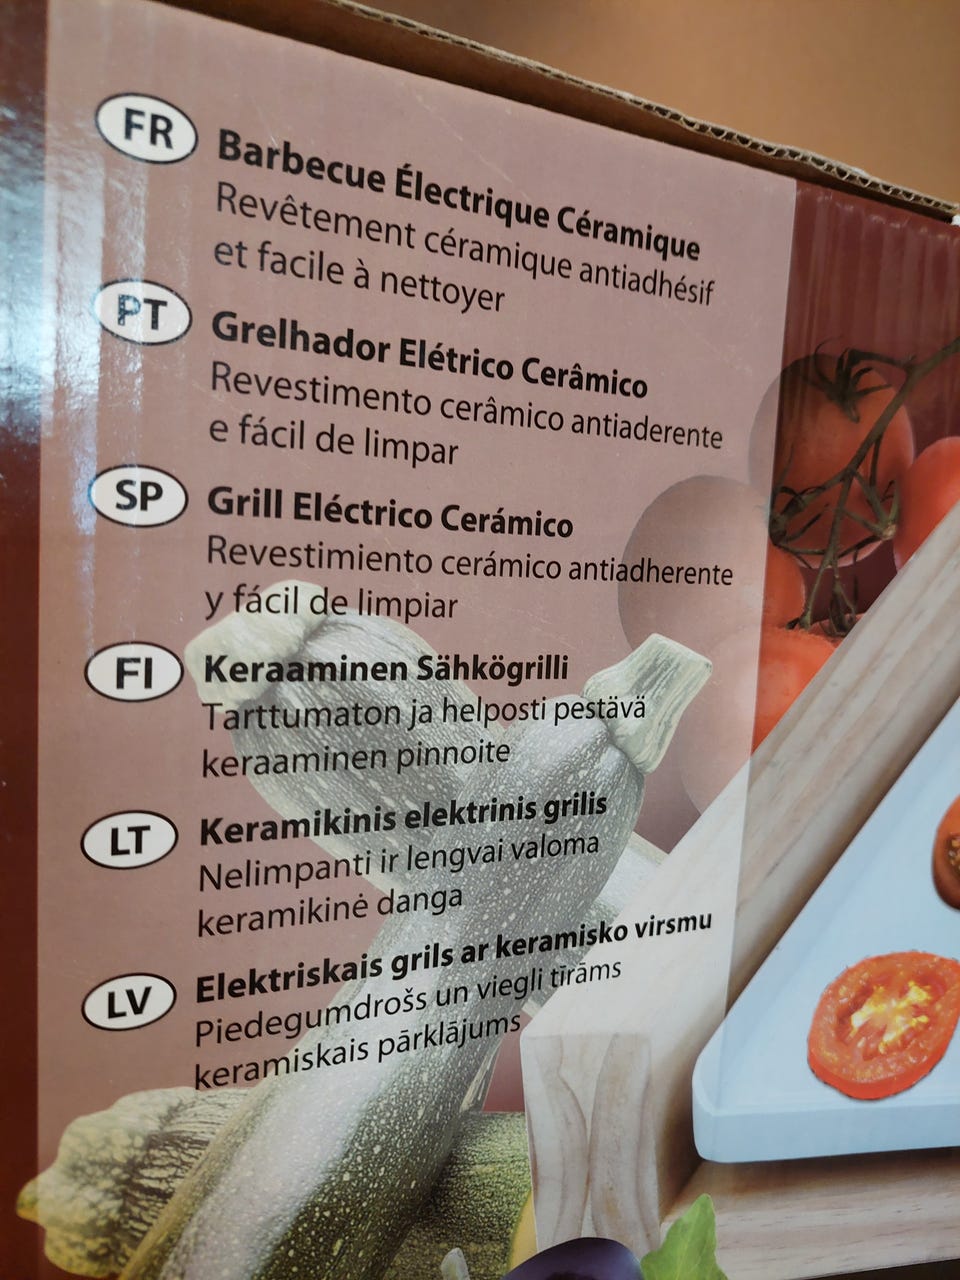 FR
Barbecue Électrique Céramique
Revêtement céramique antiadhésif
et facile à nettoyer
PT
Grelhador Elétrico Cerâmico
Revestimento cerâmico antiaderente
e fácil de limpar
SP
Grill Eléctrico Cerámico
Revestimiento cerámico antiadherente
y fácil de limpiar
FI
Keraaminen Sähkögrilli
Tarttumaton ja helposti pestävä
keraaminen pinnoite
LT
Keramikinis elektrinis grilis
Nelimpanti ir lengvai valoma
keramikinė danga
LV
Elektriskais grils ar keramisko virsmu
Piedegumdrošs un viegli tīrāms
keramiskais pārklājums